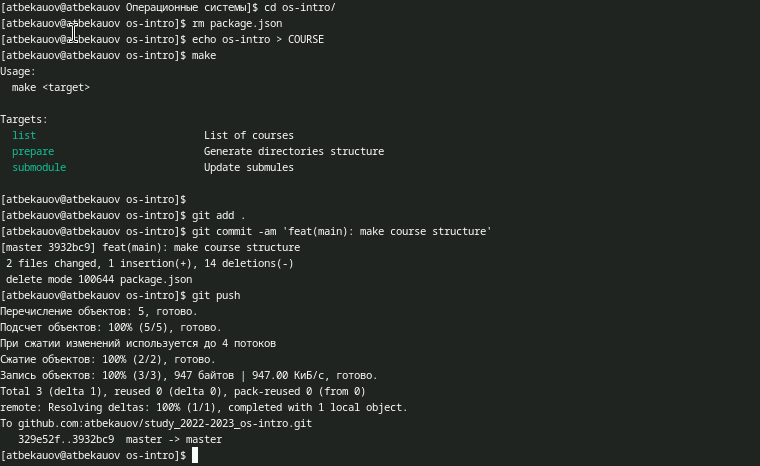 [atbekauov@atbekauov Операционные системы]$ cd os-intro/
[atbekauov@atbekauov os-intro]$ rm package.json
[atbekauov@atbekauov os-intro]$ echo os-intro > COURSE
[atbekauov@atbekauov os-intro]$ make
Usage:
  make <target>

Targets:
  list                            List of courses
  prepare                         Generate directories structure
  submodule                       Update submules

[atbekauov@atbekauov os-intro]$
[atbekauov@atbekauov os-intro]$ git add .
[atbekauov@atbekauov os-intro]$ git commit -am 'feat(main): make course structure'
[master 3932bc9] feat(main): make course structure
 2 files changed, 1 insertion(+), 14 deletions(-)
 delete mode 100644 package.json
[atbekauov@atbekauov os-intro]$ git push
Перечисление объектов: 5, готово.
Подсчет объектов: 100% (5/5), готово.
При сжатии изменений используется до 4 потоков
Сжатие объектов: 100% (2/2), готово.
Запись объектов: 100% (3/3), 947 байтов | 947.00 КиБ/с, готово.
Total 3 (delta 1), reused 0 (delta 0), pack-reused 0 (from 0)
remote: Resolving deltas: 100% (1/1), completed with 1 local object.
To github.com:atbekauov/study_2022-2023_os-intro.git
   329e52f..3932bc9  master -> master
[atbekauov@atbekauov os-intro]$